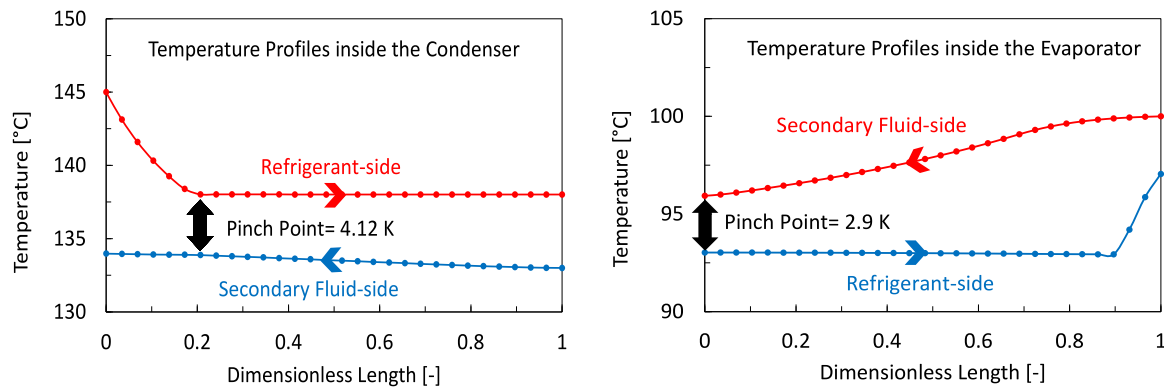 Temperature Profiles inside the Condenser
Temperature [°C]
150
145
140
135
130
Refrigerant-side
Pinch Point= 4.12 K
Secondary Fluid-side
0
0.2
0.4
0.6
0.8
1
Dimensionless Length [-]
Temperature Profiles inside the Evaporator
Temperature [°C]
105
100
95
90
Secondary Fluid-side
Pinch Point= 2.9 K
Refrigerant-side
0
0.2
0.4
0.6
0.8
1
Dimensionless Length [-]